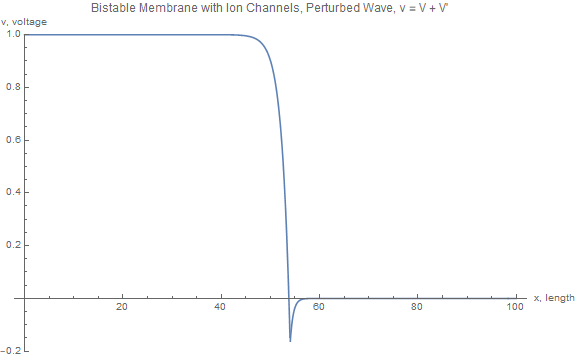 Bistable Membrane with Ion Channels, Perturbed Wave, v = V + V'
v, voltage
1.0
0.8
0.6
0.4
0.2
20 40 60 80 100 x, length
-0.2